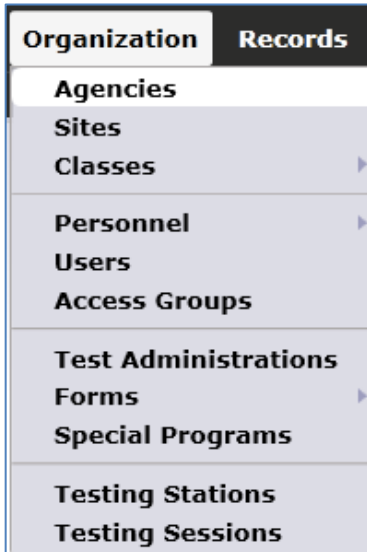 Organization Records
Agencies
Sites
Classes
Personnel
Users
Access Groups
Test Administrations
Forms
Special Programs
Testing Stations
Testing Sessions